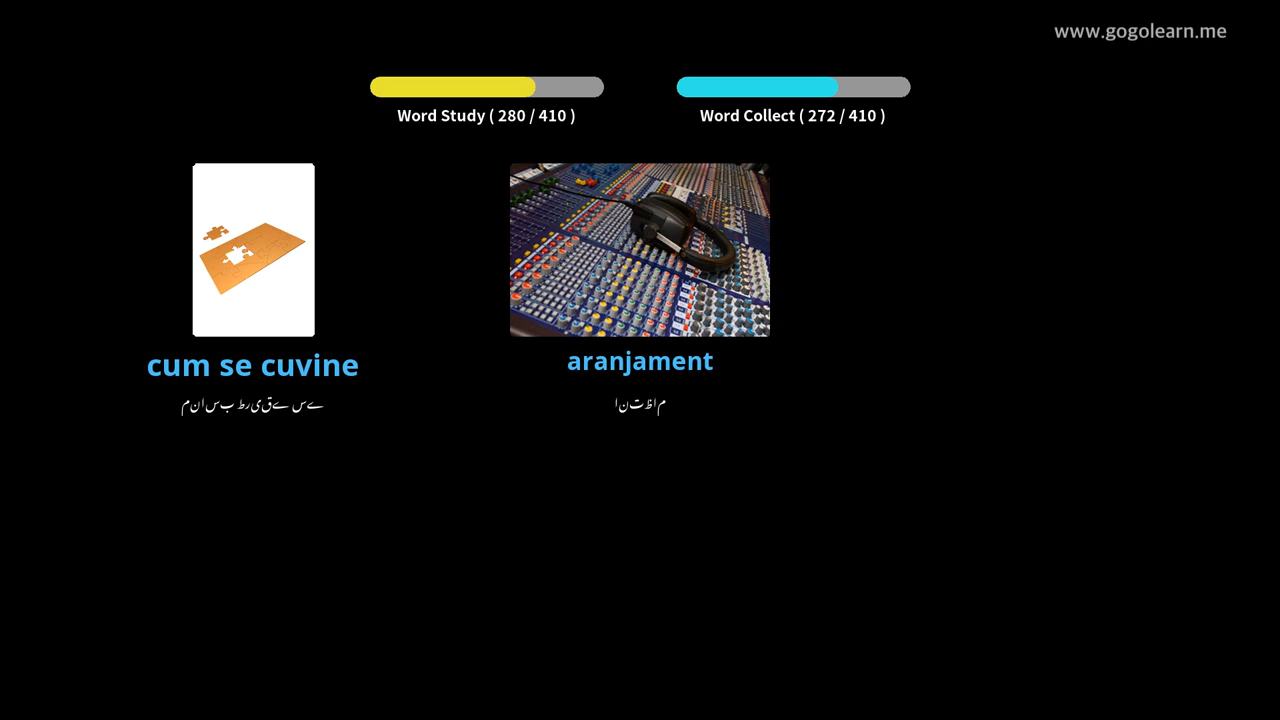 www.gogolearn.me
Word Study ( 280 / 410 )
Word Collect ( 272 / 410 )
cum se cuvine
مناسب طریقے سے
aranjament
انتظام